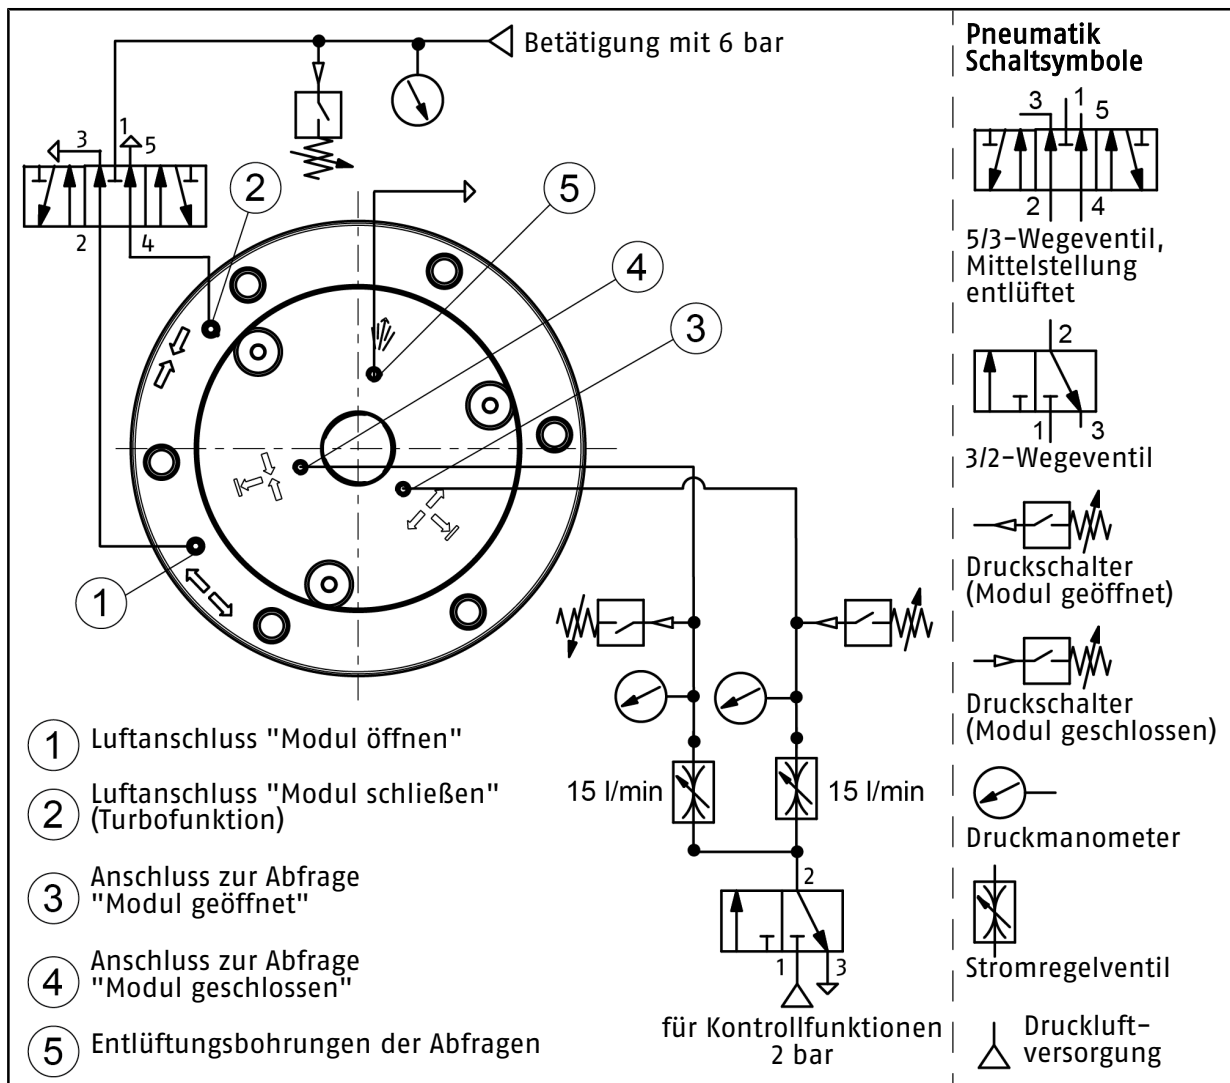 Betätigung mit 6 bar
3
1
5
2
4
2
5
4
3
1
15 l/min
15 l/min
2
1
3
für Kontrollfunktionen
2 bar
1 Luftanschluss "Modul öffnen"
2 Luftanschluss "Modul schließen"
(Turbofunktion)
3 Anschluss zur Abfrage
"Modul geöffnet"
4 Anschluss zur Abfrage
"Modul geschlossen"
5 Entlüftungsbohrungen der Abfragen
Pneumatik
Schaltsymbole
3
1
5
2
4
5/3-Wegeventil,
Mittelstellung
entlüftet
2
1
3
3/2-Wegeventil
Druckschalter
(Modul geöffnet)
Druckschalter
(Modul geschlossen)
Druckmanometer
Stromregelventil
Druckluft-
versorgung